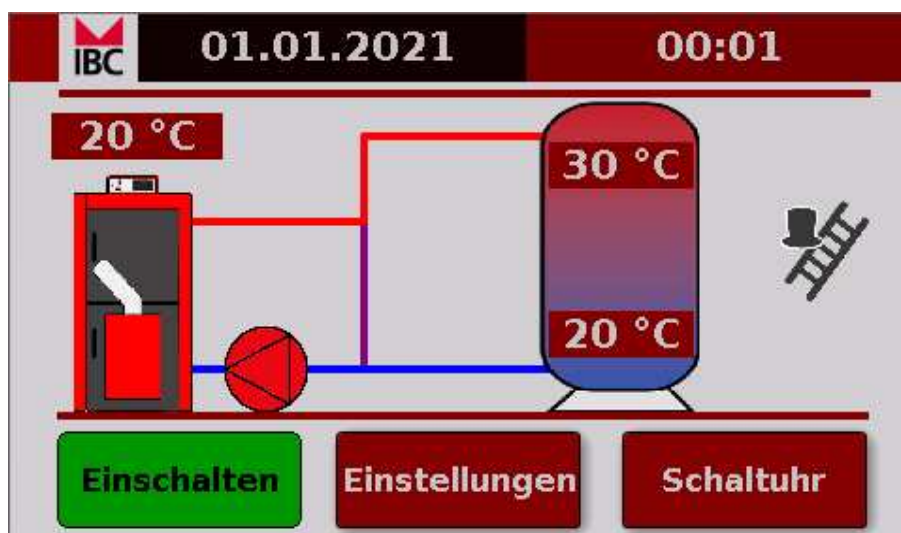 IBC
01.01.2021
00:01
20 °C
30 °C
20 °C
Einschalten
Einstellungen
Schaltuhr